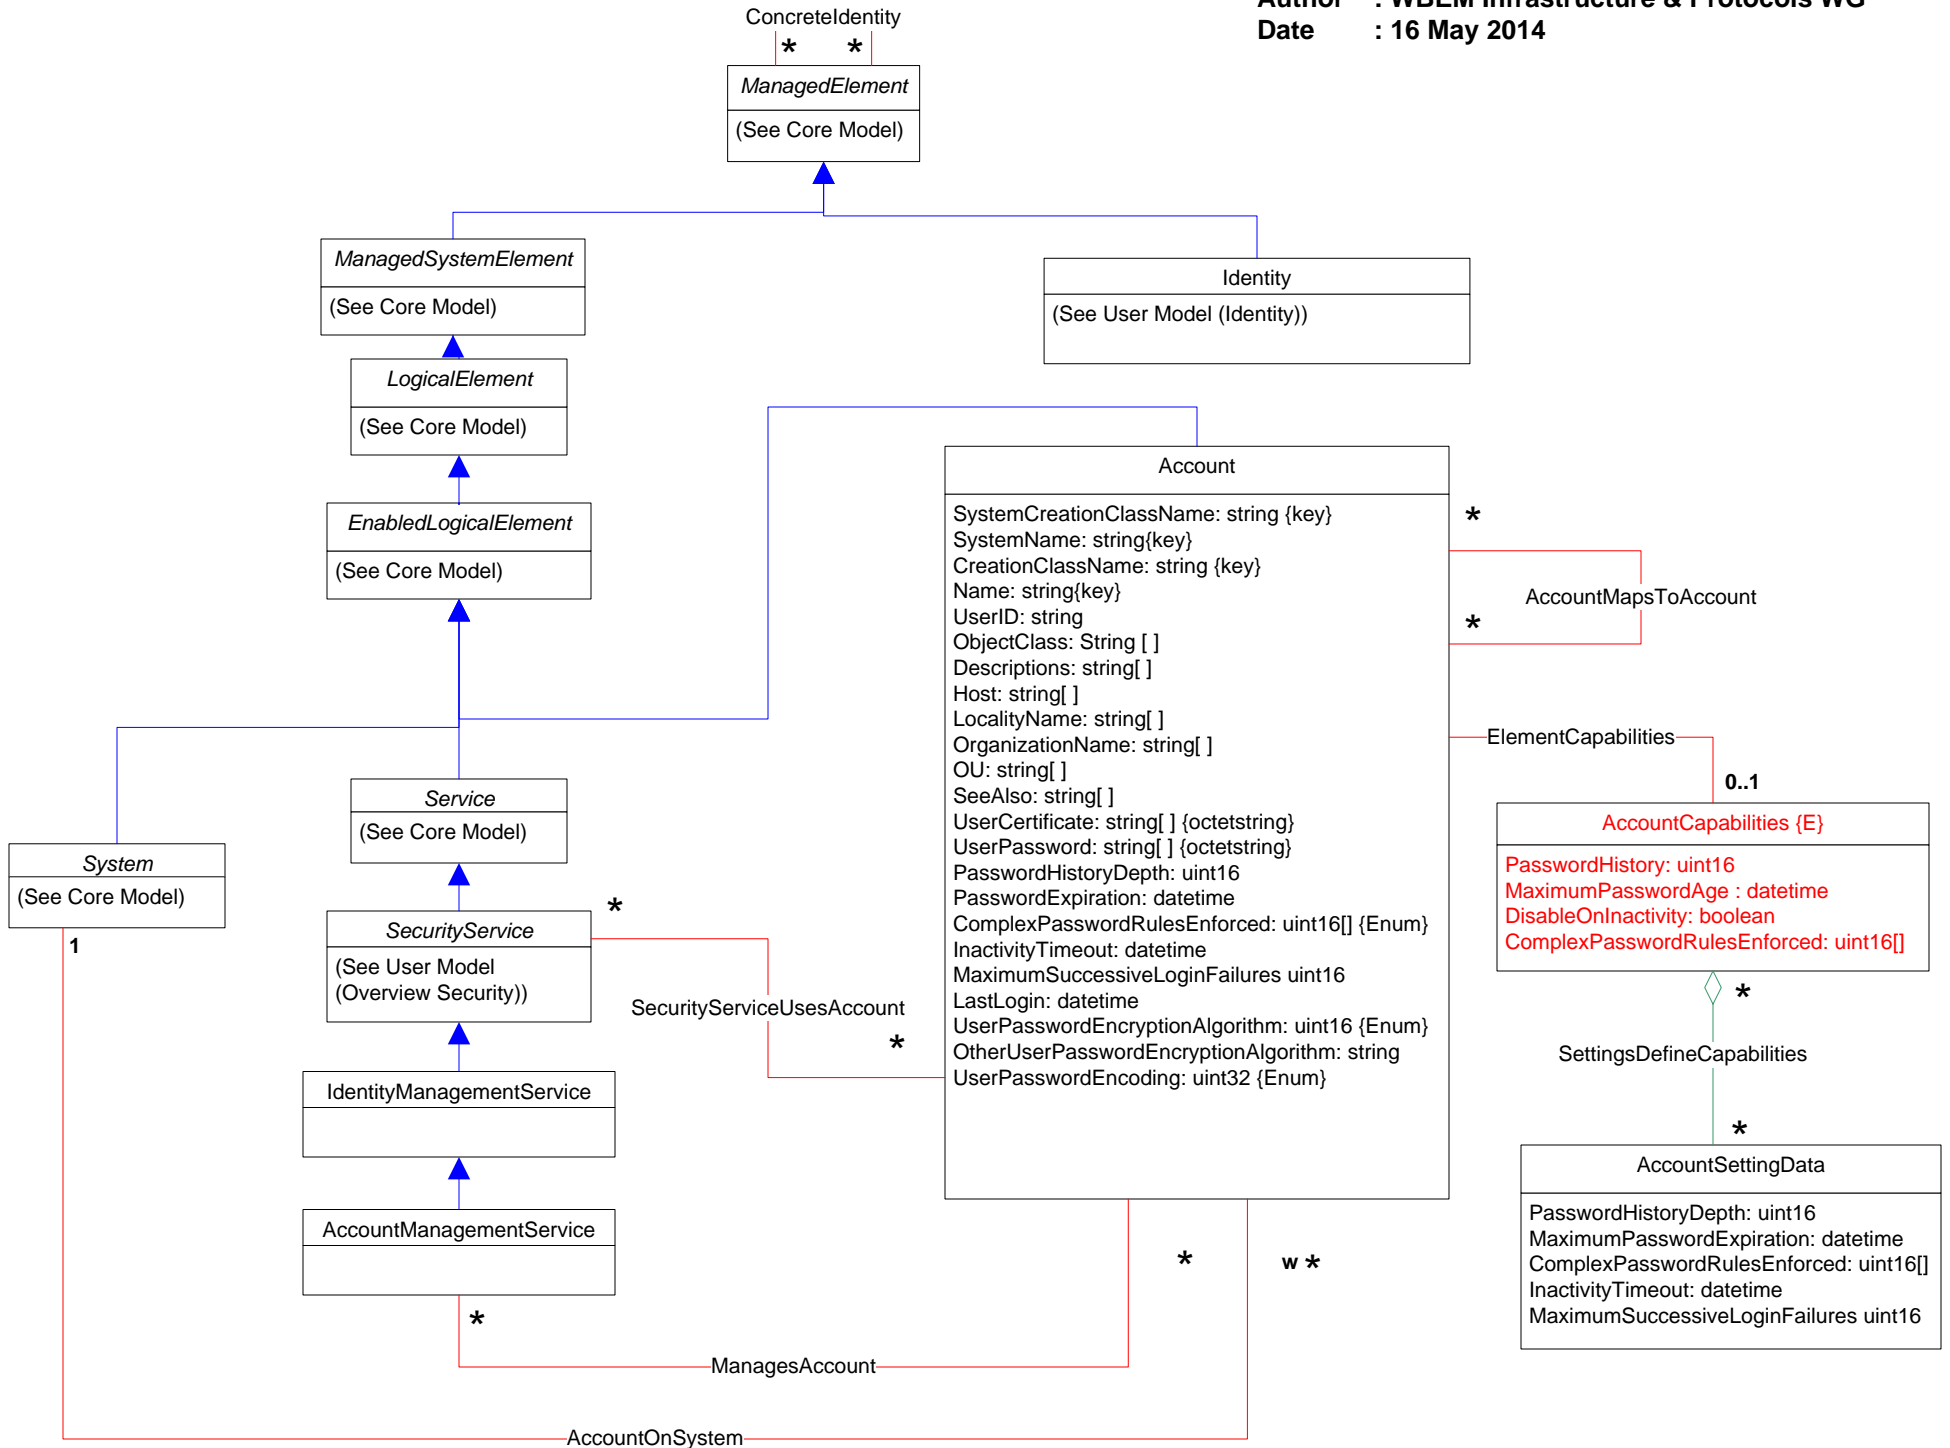 Author : WBEM Infrastructure & Protocols WG
Date : 16 May 2014
ConcreteIdentity
* *
ManagedElement
(See Core Model)
ManagedSystemElement
(See Core Model)
Identity
(See User Model (Identity))
LogicalElement
(See Core Model)
EnabledLogicalElement
(See Core Model)
Account
SystemCreationClassName: string {key}
SystemName: string{key}
CreationClassName: string {key}
Name: string{key}
UserID: string
ObjectClass: String [ ]
Descriptions: string[ ]
Host: string[ ]
LocalityName: string[ ]
OrganizationName: string[ ]
OU: string[ ]
SeeAlso: string[ ]
UserCertificate: string[ ] {octetstring}
UserPassword: string[ ] {octetstring}
PasswordHistoryDepth: uint16
PasswordExpiration: datetime
ComplexPasswordRulesEnforced: uint16[] {Enum}
InactivityTimeout: datetime
MaximumSuccessiveLoginFailures uint16
LastLogin: datetime
UserPasswordEncryptionAlgorithm: uint16 {Enum}
OtherUserPasswordEncryptionAlgorithm: string
UserPasswordEncoding: uint32 {Enum}
*
AccountMapsToAccount
*
ElementCapabilities
0..1
AccountCapabilities {E}
PasswordHistory: uint16
MaximumPasswordAge : datetime
DisableOnInactivity: boolean
ComplexPasswordRulesEnforced: uint16[]
*
SettingsDefineCapabilities
*
AccountSettingData
PasswordHistoryDepth: uint16
MaximumPasswordExpiration: datetime
ComplexPasswordRulesEnforced: uint16[]
InactivityTimeout: datetime
MaximumSuccessiveLoginFailures uint16
Service
(See Core Model)
System
(See Core Model)
1
SecurityService
(See User Model
(Overview Security))
*
SecurityServiceUsesAccount
*
IdentityManagementService
AccountManagementService
*
ManagesAccount
*
w *
AccountOnSystem